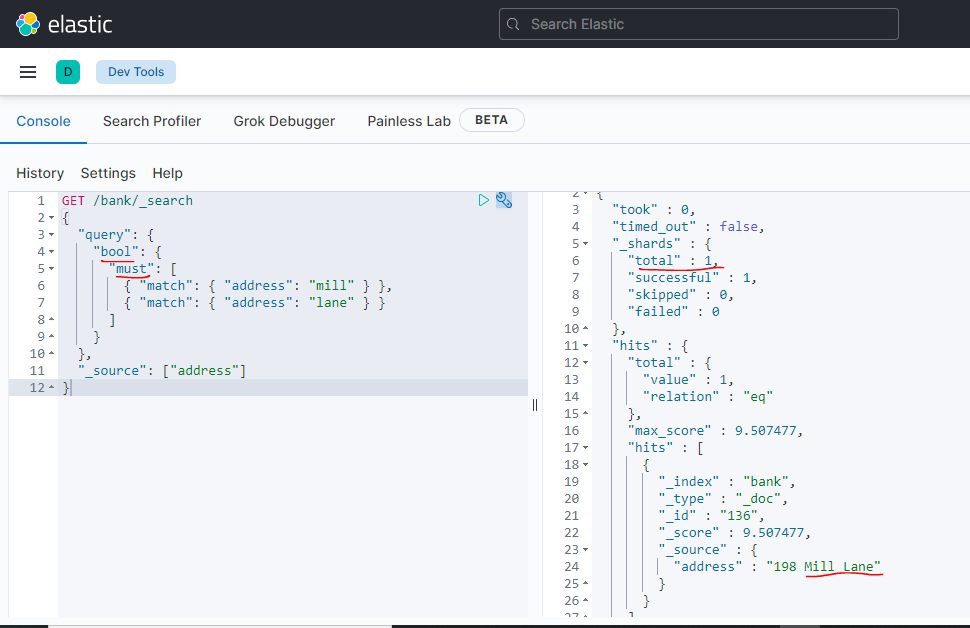 elastic
Search Elastic
D
Dev Tools
Console
Search Profiler
Grok Debugger
Painless Lab
BETA
History
Settings
Help
1 GET /bank/_search
2 {
3 "query": {
4 "bool": {
5 "must": [
6 { "match": { "address": "mill" } },
7 { "match": { "address": "lane" } }
8 ]
9 }
10 },
11 "_source": ["address"]
12 }
2 {
3 "took" : 0,
4 "timed_out" : false,
5 "_shards" : {
6 "total" : 1,
7 "successful" : 1,
8 "skipped" : 0,
9 "failed" : 0
10 },
11 "hits" : {
12 "total" : {
13 "value" : 1,
14 "relation" : "eq"
15 },
16 "max_score" : 9.507477,
17 "hits" : [
18 {
19 "_index" : "bank",
20 "_type" : "_doc",
21 "_id" : "136",
22 "_score" : 9.507477,
23 "_source" : {
24 "address" : "198 Mill Lane"
25 }
26 }
27 ]